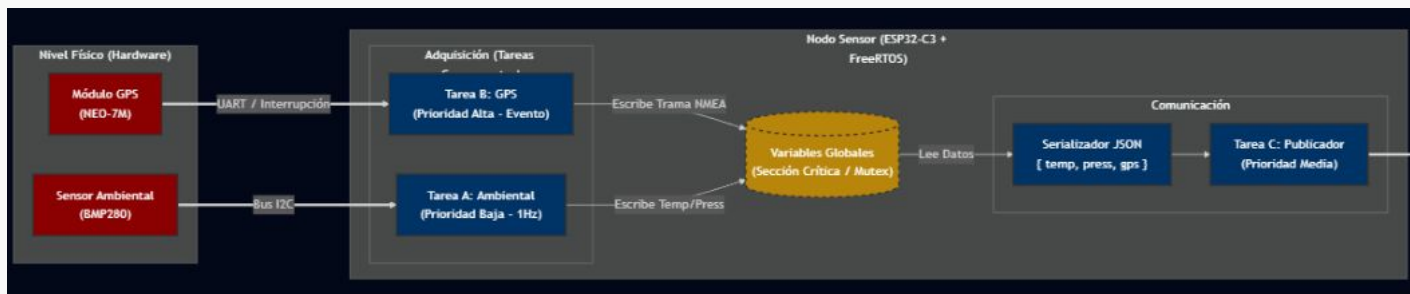 Nivel Físico (Hardware)
Módulo GPS
(NEO-7M)
Sensor Ambiental
(BMP280)
UART / Interrupción
Bus I2C
Nodo Sensor (ESP32-C3 +
FreeRTOS)
Adquisición (Tareas
Tarea B: GPS
(Prioridad Alta - Evento)
Tarea A: Ambiental
(Prioridad Baja - 1Hz)
Escribe Trama NMEA
Escribe Temp/Press
Variables Globales
(Sección Crítica / Mutex)
Lee Datos
Comunicación
Serializador JSON
[ temp, press, gps ]
Tarea C: Publicador
(Prioridad Media)